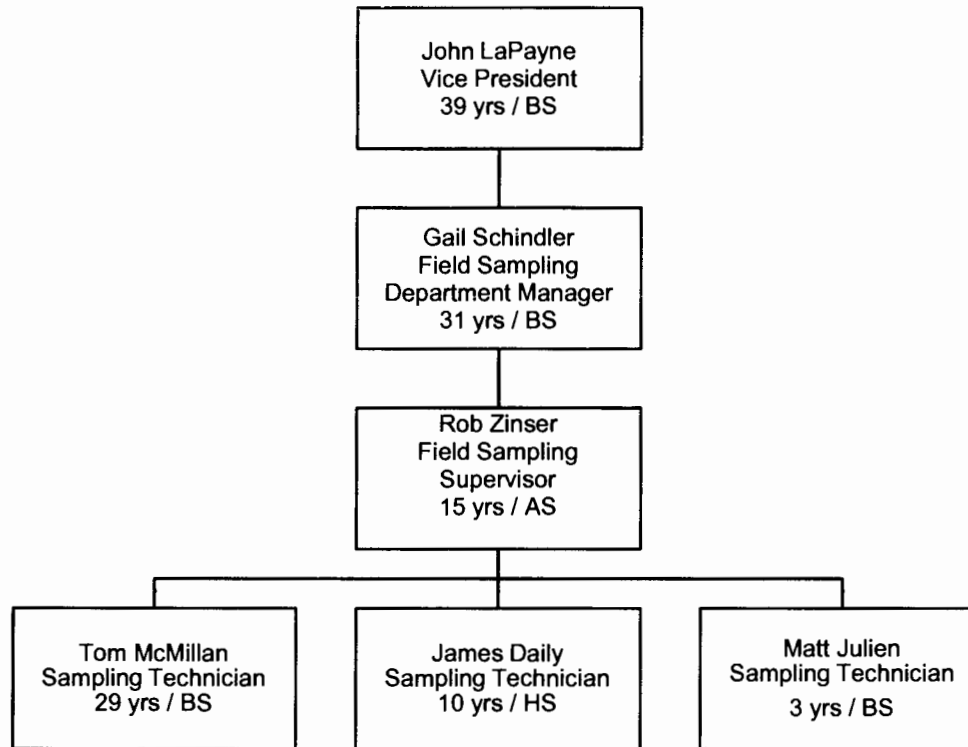 John LaPayne
Vice President
39 yrs / BS
Gail Schindler
Field Sampling
Department Manager
31 yrs / BS
Rob Zinser
Field Sampling
Supervisor
15 yrs / AS
Tom McMillan
Sampling Technician
29 yrs / BS
James Daily
Sampling Technician
10 yrs / HS
Matt Julien
Sampling Technician
3 yrs / BS